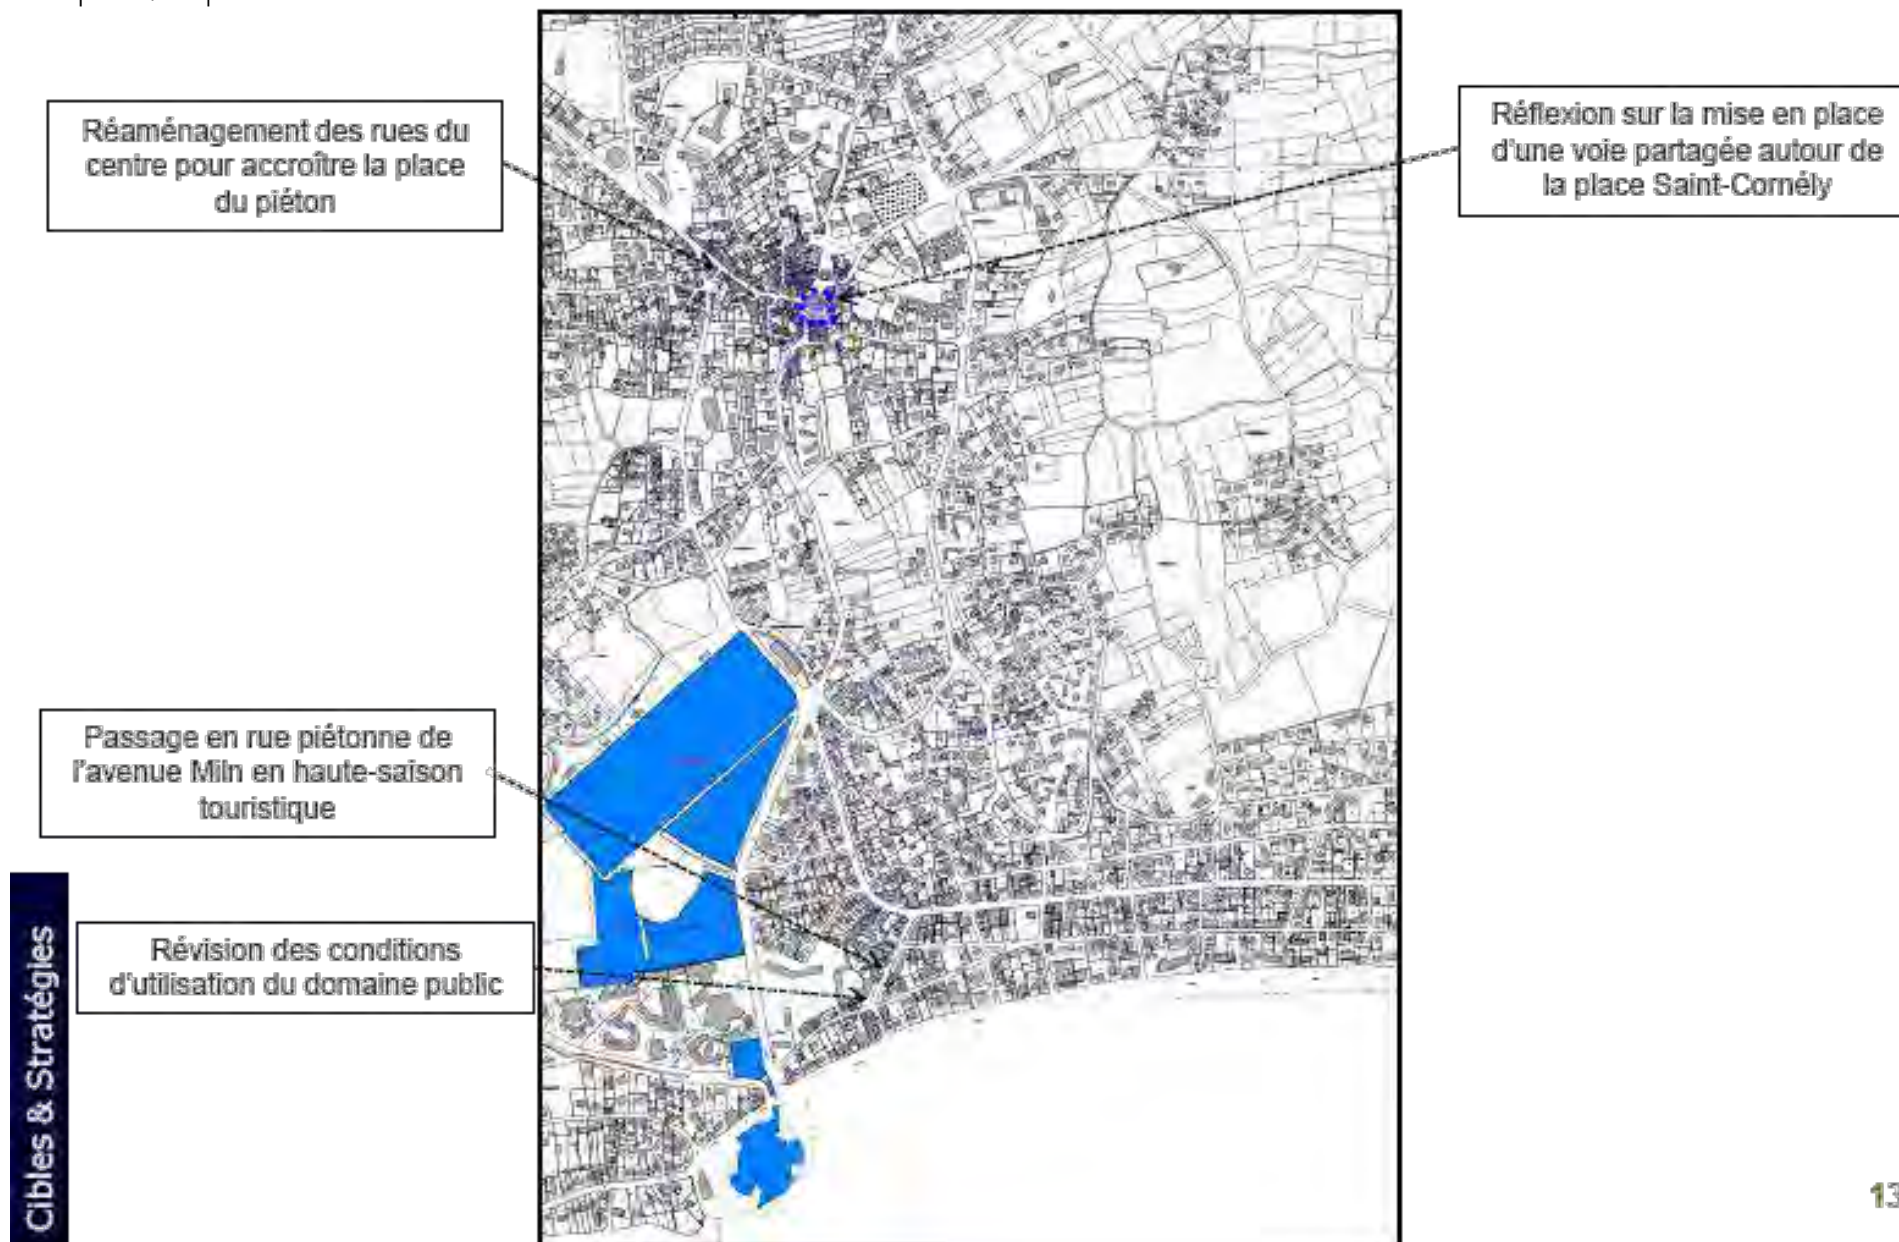 Réaménagement des rues du
centre pour accroître la place
du piéton
Réflexion sur la mise en place
d'une voie partagée autour de
la place Saint-Cornély
Passage en rue piétonne de
l'avenue Miln en haute-saison
touristique
Révision des conditions
d'utilisation du domaine public
Cibles & Stratégies
13